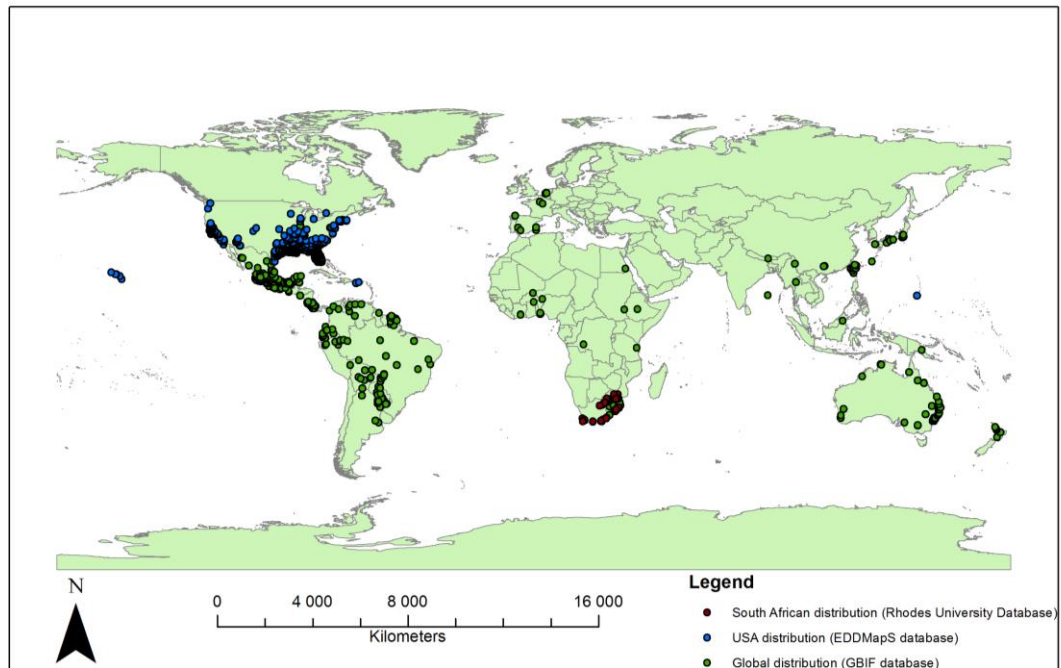 N
0 4 000 8 000 16 000
Kilometers
Legend
South African distribution (Rhodes University Database)
USA distribution (EDDMapS database)
Global distribution (GBIF database)